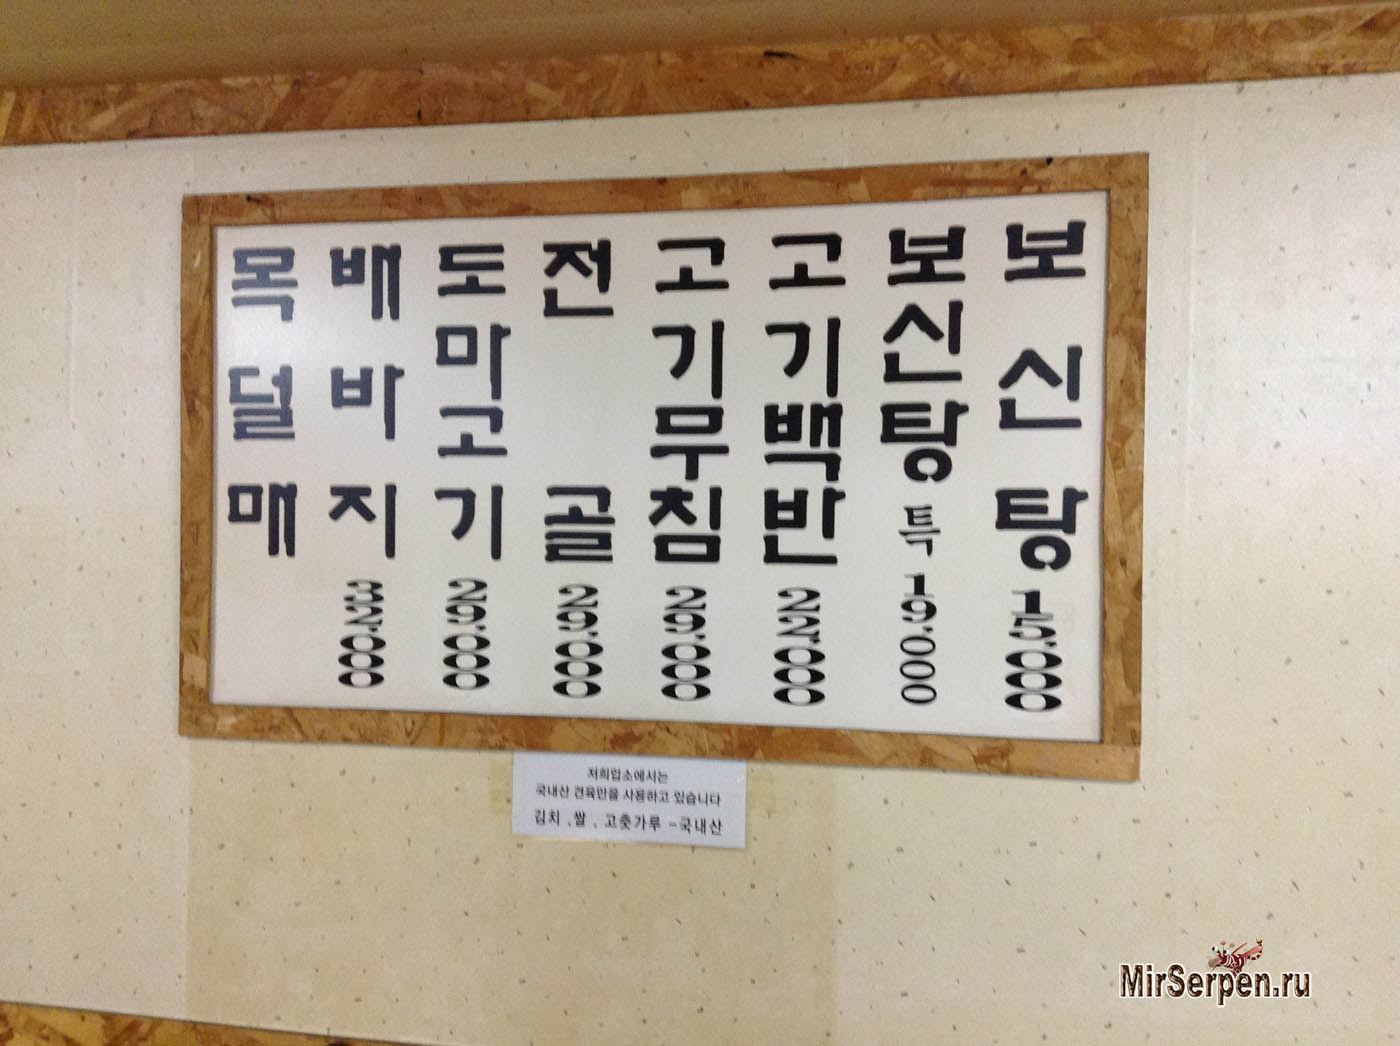 목덜매
배바지 32.000
도마고기 29.000
전골 29.000
고기무침 29.000
고기백반 22.000
보신탕 특 19.000
보신탕 15.000
저희업소에서는
국내산 견육만을 사용하고 있습니다
김치 . 쌀 . 고춧가루 - 국내산
MirSerpen.ru